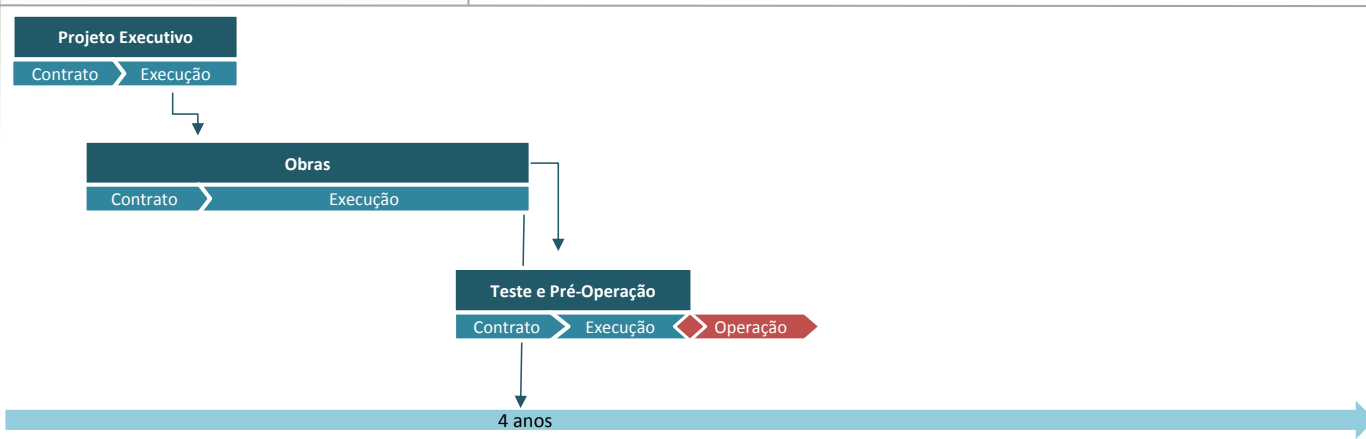 Projeto Executivo
Contrato Execução
Obras
Contrato Execução
Teste e Pré-Operação
Contrato Execução Operação
4 anos